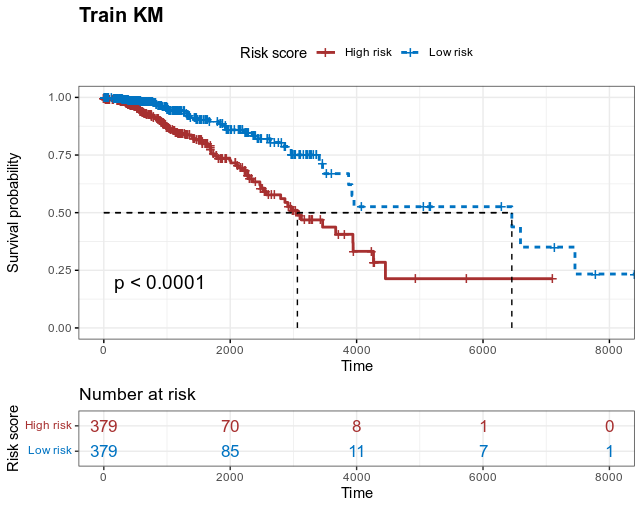 Train KM
Risk score High risk Low risk
Survival probability
1.00
0.75
0.50
0.25
0.00
p < 0.0001
0 2000 4000 6000 8000
Time
Number at risk
Risk score
High risk 379 70 8 1 0
Low risk 379 85 11 7 1
0 2000 4000 6000 8000
Time